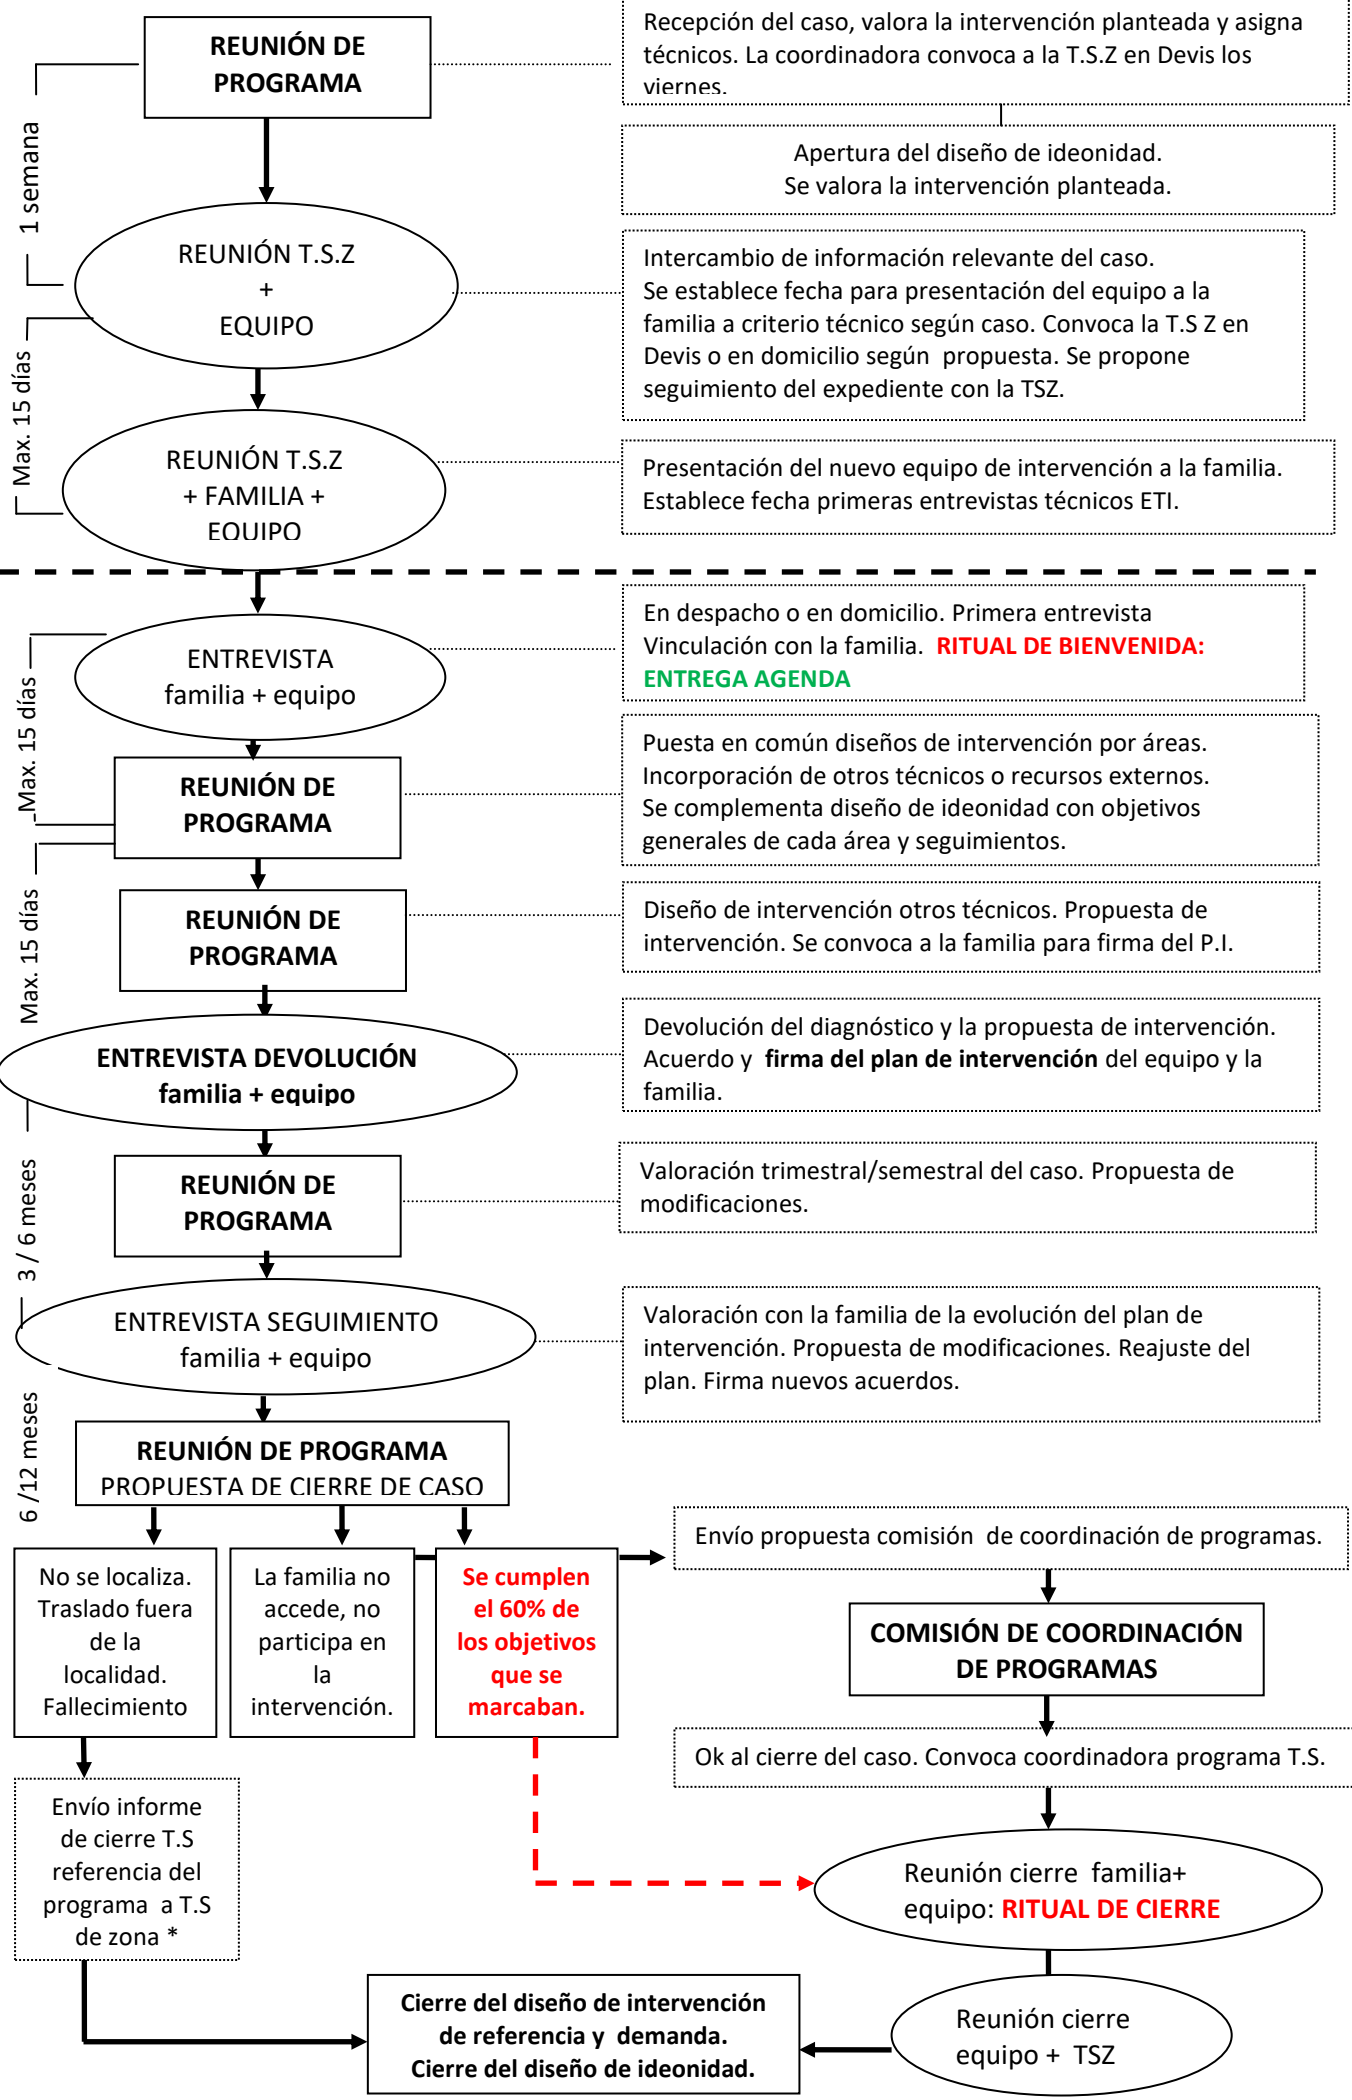 REUNIÓN DE
PROGRAMA
Recepción del caso, valora la intervención planteada y asigna
técnicos. La coordinadora convoca a la T.S.Z en Devis los
viernes.
1 semana
Apertura del diseño de ideonidad.
Se valora la intervención planteada.
REUNIÓN T.S.Z
+
EQUIPO
Intercambio de información relevante del caso.
Se establece fecha para presentación del equipo a la
familia a criterio técnico según caso. Convoca la T.S Z en
Devis o en domicilio según propuesta. Se propone
seguimiento del expediente con la TSZ.
Max. 15 días
REUNIÓN T.S.Z
+ FAMILIA +
EQUIPO
Presentación del nuevo equipo de intervención a la familia.
Establece fecha primeras entrevistas técnicos ETI.
ENTREVISTA
familia + equipo
En despacho o en domicilio. Primera entrevista
Vinculación con la familia. RITUAL DE BIENVENIDA:
ENTREGA AGENDA
Max. 15 días
REUNIÓN DE
PROGRAMA
Puesta en común diseños de intervención por áreas.
Incorporación de otros técnicos o recursos externos.
Se complementa diseño de ideonidad con objetivos
generales de cada área y seguimientos.
Max. 15 días
REUNIÓN DE
PROGRAMA
Diseño de intervención otros técnicos. Propuesta de
intervención. Se convoca a la familia para firma del P.I.
ENTREVISTA DEVOLUCIÓN
familia + equipo
Devolución del diagnóstico y la propuesta de intervención.
Acuerdo y firma del plan de intervención del equipo y la
familia.
3 / 6 meses
REUNIÓN DE
PROGRAMA
Valoración trimestral/semestral del caso. Propuesta de
modificaciones.
ENTREVISTA SEGUIMIENTO
familia + equipo
Valoración con la familia de la evolución del plan de
intervención. Propuesta de modificaciones. Reajuste del
plan. Firma nuevos acuerdos.
6 /12 meses
REUNIÓN DE PROGRAMA
PROPUESTA DE CIERRE DE CASO
No se localiza.
Traslado fuera
de la
localidad.
Fallecimiento
La familia no
accede, no
participa en
la
intervención.
Se cumplen
el 60% de
los objetivos
que se
marcaban.
Envío propuesta comisión de coordinación de programas.
COMISIÓN DE COORDINACIÓN
DE PROGRAMAS
Ok al cierre del caso. Convoca coordinadora programa T.S.
Envío informe
de cierre T.S
referencia del
programa a T.S
de zona *
Reunión cierre familia+
equipo: RITUAL DE CIERRE
Cierre del diseño de intervención
de referencia y demanda.
Cierre del diseño de ideonidad.
Reunión cierre
equipo + TSZ